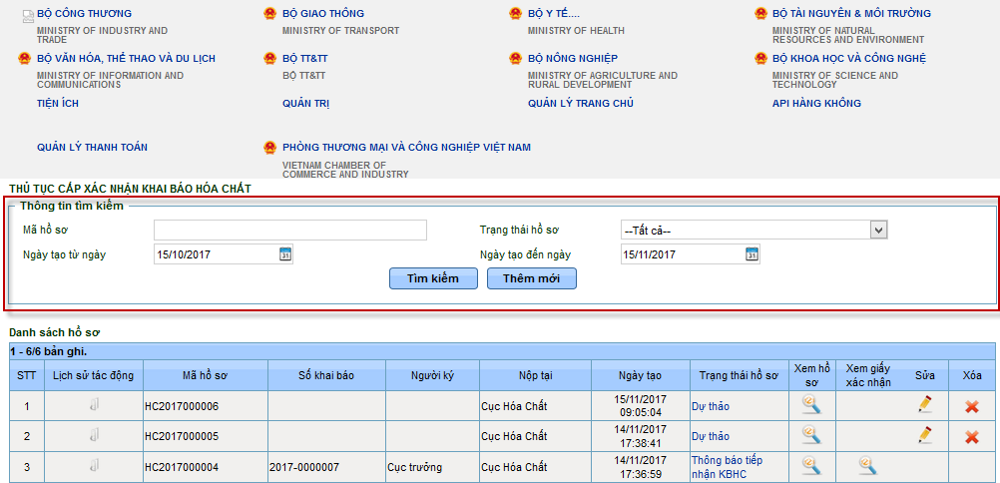 BỘ CÔNG THƯƠNG
MINISTRY OF INDUSTRY AND
TRADE
BỘ GIAO THÔNG
MINISTRY OF TRANSPORT
BỘ Y TẾ....
MINISTRY OF HEALTH
BỘ TÀI NGUYÊN & MÔI TRƯỜNG
MINISTRY OF NATURAL
RESOURCES AND ENVIRONMENT
BỘ VĂN HÓA, THỂ THAO VÀ DU LỊCH
MINISTRY OF INFORMATION AND
COMMUNICATIONS
BỘ TT&TT
BỘ TT&TT
BỘ NÔNG NGHIỆP
MINISTRY OF AGRICULTURE AND
RURAL DEVELOPMENT
BỘ KHOA HỌC VÀ CÔNG NGHỆ
MINISTRY OF SCIENCE AND
TECHNOLOGY
TIỆN ÍCH
QUẢN TRỊ
QUẢN LÝ TRANG CHỦ
API HÀNG KHÔNG
QUẢN LÝ THANH TOÁN
PHÒNG THƯƠNG MẠI VÀ CÔNG NGHIỆP VIỆT NAM
VIETNAM CHAMBER OF
COMMERCE AND INDUSTRY
THỦ TỤC CẤP XÁC NHẬN KHAI BÁO HÓA CHẤT
Thông tin tìm kiếm
Mã hồ sơ
Trạng thái hồ sơ
--Tất cả--
Ngày tạo từ ngày
15/10/2017
Ngày tạo đến ngày
15/11/2017
Tìm kiếm
Thêm mới
Danh sách hồ sơ
1 - 6/6 bản ghi.
STT
Lịch sử tác động
Mã hồ sơ
Số khai báo
Người ký
Nộp tại
Ngày tạo
Trạng thái hồ sơ
Xem hồ
sơ
Xem giấy
xác nhận
Sửa
Xóa
1
HC2017000006
Cục Hóa Chất
15/11/2017
09:05:04
Dự thảo
2
HC2017000005
Cục Hóa Chất
14/11/2017
17:38:41
Dự thảo
3
HC2017000004
2017-0000007
Cục trưởng
Cục Hóa Chất
14/11/2017
17:36:59
Thông báo tiếp
nhận KBHC